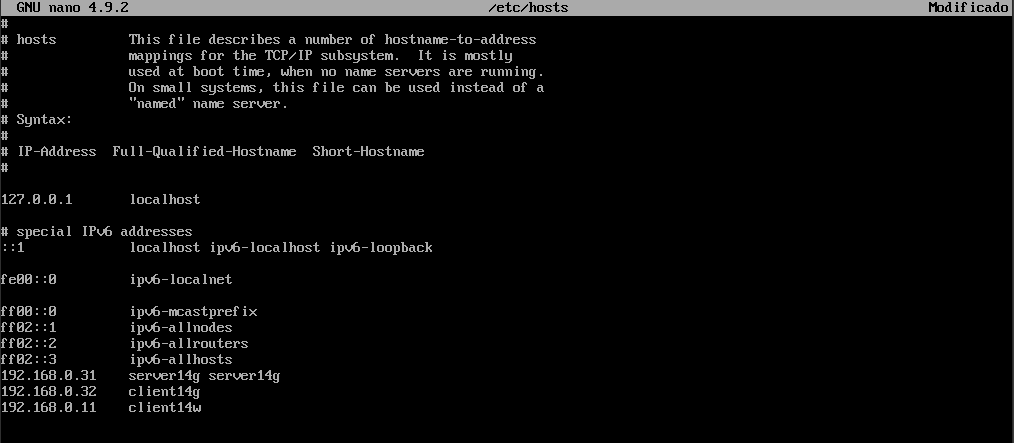 GNU nano 4.9.2 /etc/hosts Modificado
#
# hosts This file describes a number of hostname-to-address
# mappings for the TCP/IP subsystem. It is mostly
# used at boot time, when no name servers are running.
# On small systems, this file can be used instead of a
# "named" name server.
# Syntax:
#
# IP-Address Full-Qualified-Hostname Short-Hostname
#
127.0.0.1 localhost
# special IPv6 addresses
::1 localhost ipv6-localhost ipv6-loopback
fe00::0 ipv6-localnet
ff00::0 ipv6-mcastprefix
ff02::1 ipv6-allnodes
ff02::2 ipv6-allrouters
ff02::3 ipv6-allhosts
192.168.0.31 server14g server14g
192.168.0.32 client14g
192.168.0.11 client14w